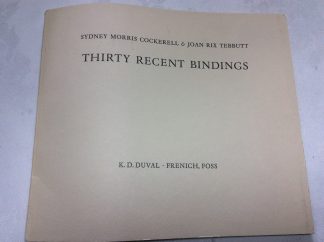 SYDNEY MORRIS COCKERELL & JOAN RIX TEBBUTT
THIRTY RECENT BINDINGS
K. D. DUVAL · FRENICH, FOSS